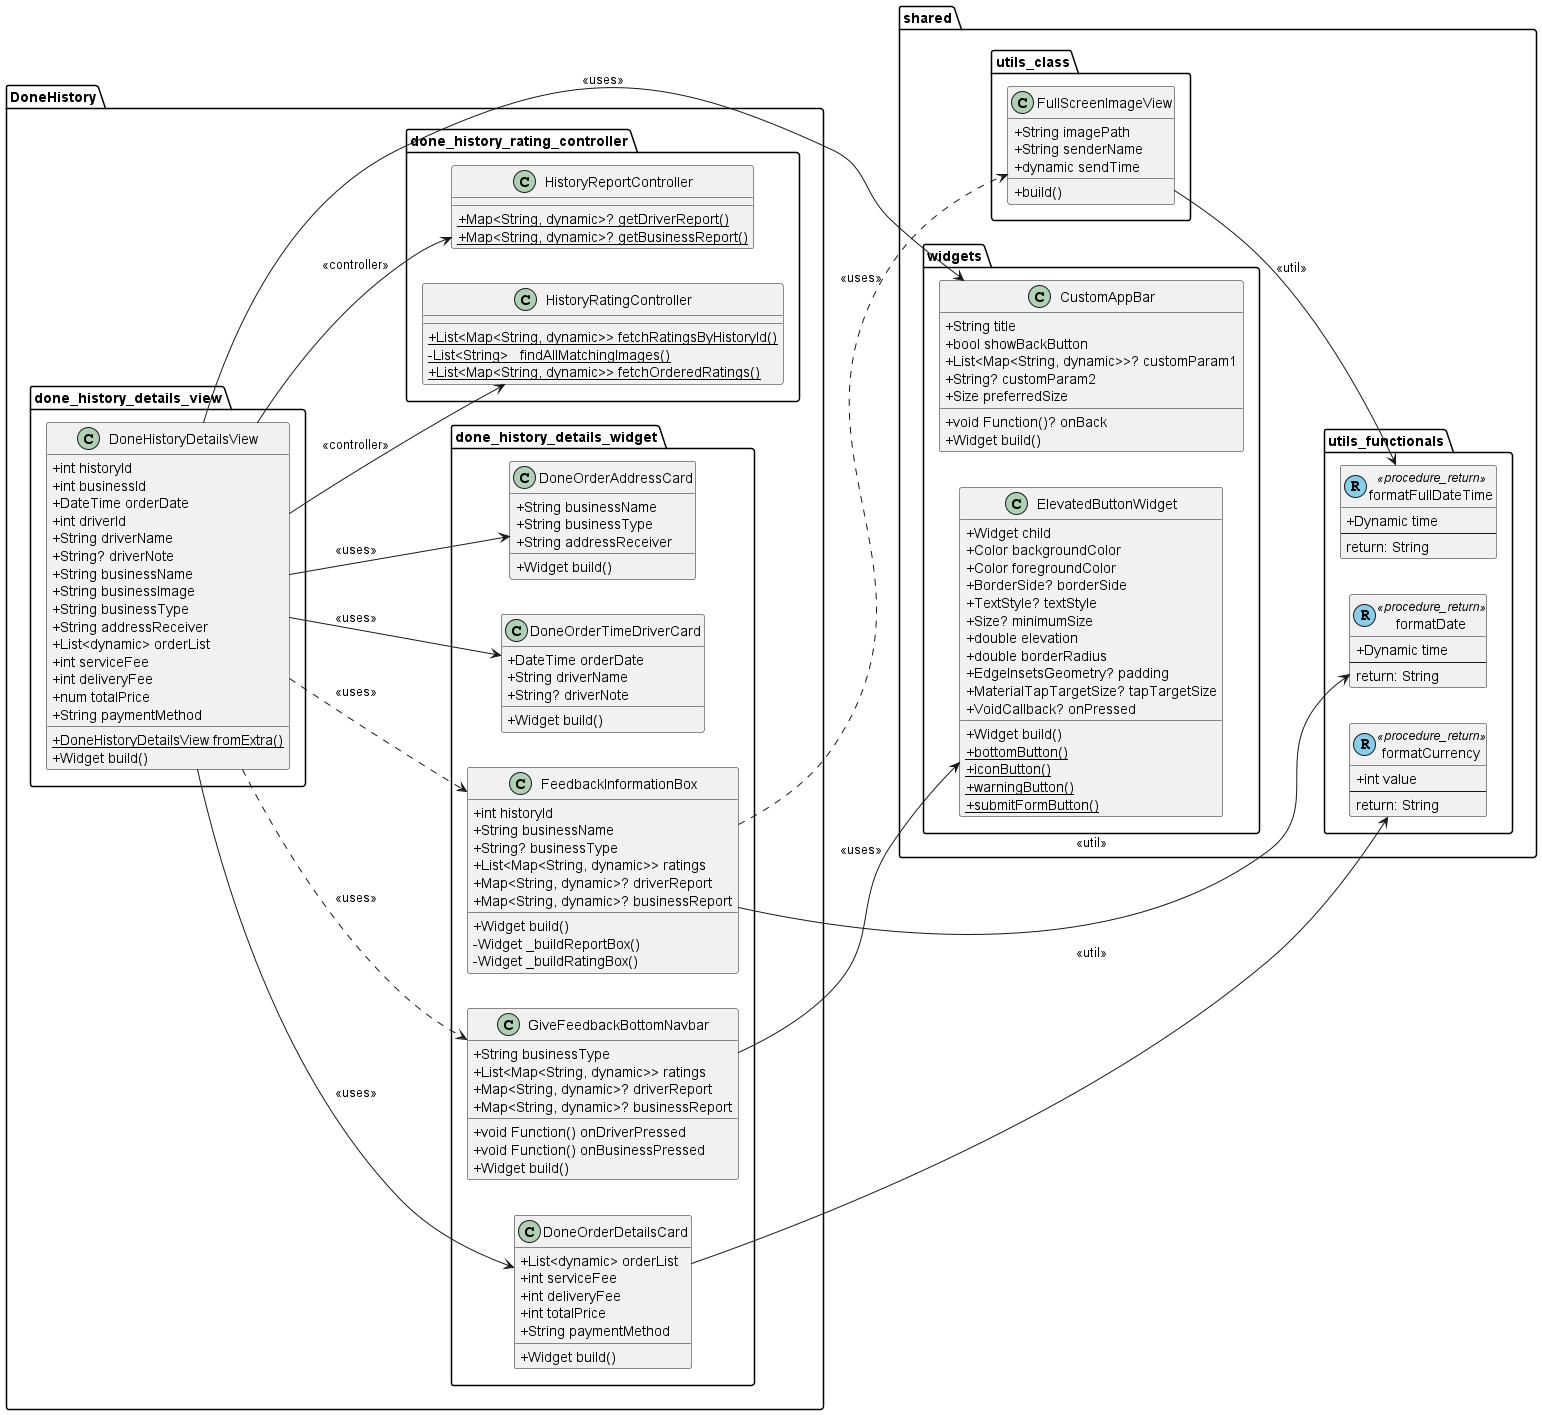 DoneHistory
done_history_rating_controller
C HistoryReportController
+Map<String, dynamic>? getDriverReport()
+Map<String, dynamic>? getBusinessReport()
C HistoryRatingController
+List<Map<String, dynamic>> fetchRatingsByHistoryId()
-List<String> _findAllMatchingImages()
+List<Map<String, dynamic>> fetchOrderedRatings()
done_history_details_view
C DoneHistoryDetailsView
+int historyId
+int businessId
+DateTime orderDate
+int driverId
+String driverName
+String? driverNote
+String businessName
+String businessImage
+String businessType
+String addressReceiver
+List<dynamic> orderList
+int serviceFee
+int deliveryFee
+num totalPrice
+String paymentMethod
+DoneHistoryDetailsView fromExtra()
+Widget build()
done_history_details_widget
C DoneOrderAddressCard
+String businessName
+String businessType
+String addressReceiver
+Widget build()
C DoneOrderTimeDriverCard
+DateTime orderDate
+String driverName
+String? driverNote
+Widget build()
C FeedbackInformationBox
+int historyId
+String businessName
+String? businessType
+List<Map<String, dynamic>> ratings
+Map<String, dynamic>? driverReport
+Map<String, dynamic>? businessReport
+Widget build()
-Widget _buildReportBox()
-Widget _buildRatingBox()
C GiveFeedbackBottomNavbar
+String businessType
+List<Map<String, dynamic>> ratings
+Map<String, dynamic>? driverReport
+Map<String, dynamic>? businessReport
+void Function() onDriverPressed
+void Function() onBusinessPressed
+Widget build()
C DoneOrderDetailsCard
+List<dynamic> orderList
+int serviceFee
+int deliveryFee
+int totalPrice
+String paymentMethod
+Widget build()
shared
utils_class
C FullScreenImageView
+String imagePath
+String senderName
+dynamic sendTime
+build()
widgets
C CustomAppBar
+String title
+bool showBackButton
+List<Map<String, dynamic>>? customParam1
+String? customParam2
+Size preferredSize
+void Function()? onBack
+Widget build()
C ElevatedButtonWidget
+Widget child
+Color backgroundColor
+Color foregroundColor
+BorderSide? borderSide
+TextStyle? textStyle
+Size? minimumSize
+double elevation
+double borderRadius
+EdgeInsetsGeometry? padding
+MaterialTapTargetSize? tapTargetSize
+VoidCallback? onPressed
+Widget build()
+bottomButton()
+iconButton()
+warningButton()
+submitFormButton()
utils_functionals
R «procedure_return»
formatFullDateTime
+Dynamic time
return: String
R «procedure_return»
formatDate
+Dynamic time
return: String
R «procedure_return»
formatCurrency
+int value
return: String
«uses»
«controller»
«controller»
«uses»
«uses»
«uses»
«uses»
«uses»
«uses»
«uses»
«util»
«util»
«util»